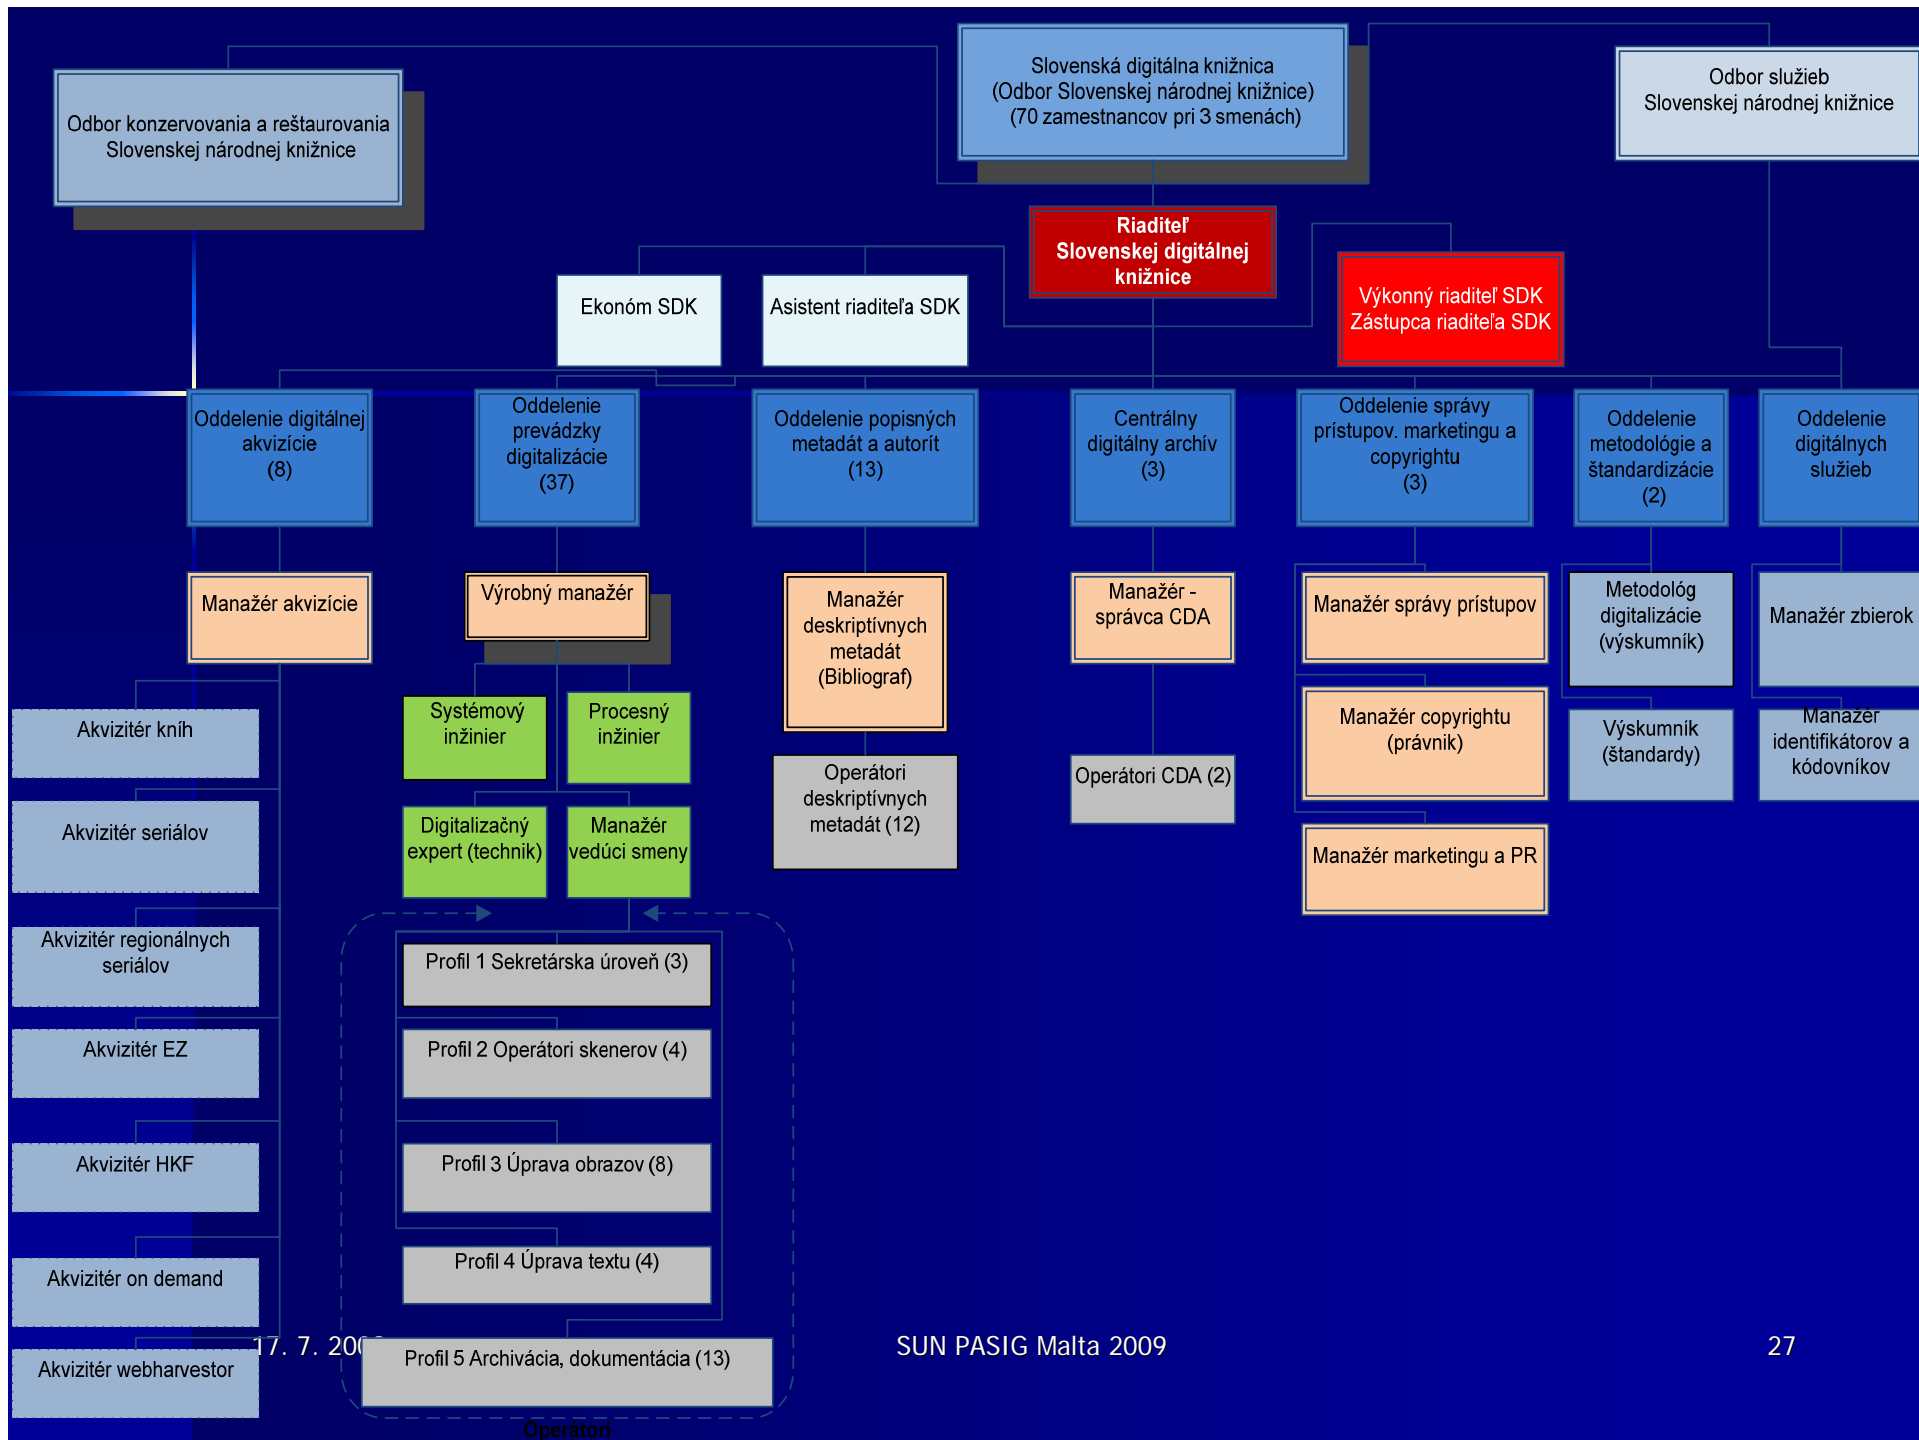 Slovenská digitálna knižnica
(Odbor Slovenskej národnej knižnice)
(70 zamestnancov pri 3 smenách)
Odbor služieb
Slovenskej národnej knižnice
Odbor konzervovania a reštaurovania
Slovenskej národnej knižnice
Riaditeľ
Slovenskej digitálnej
knižnice
Ekonóm SDK
Asistent riaditeľa SDK
Výkonný riaditeľ SDK
Zástupca riaditeľa SDK
Oddelenie digitálnej
akvizície
(8)
Oddelenie
prevádzky
digitalizácie
(37)
Oddelenie popisných
metadát a autorít
(13)
Centrálny
digitálny archív
(3)
Oddelenie správy
prístupov. marketingu a
copyrightu
(3)
Oddelenie
metodológie a
štandardizácie
(2)
Oddelenie
digitálnych
služieb
Manažér akvizície
Výrobný manažér
Manažér
deskriptívnych
metadát
(Bibliograf)
Manažér -
správca CDA
Manažér správy prístupov
Metodológ
digitalizácie
(výskumník)
Manažér zbierok
Akvizitér kníh
Systémový
inžinier
Procesný
inžinier
Manažér copyrightu
(právnik)
Výskumník
(štandardy)
Manažér
identifikátorov a
kódovníkov
Operátori
deskriptívnych
metadát (12)
Operátori CDA (2)
Akvizitér seriálov
Digitalizačný
expert (technik)
Manažér
vedúci smeny
Manažér marketingu a PR
Akvizitér regionálnych
seriálov
Profil 1 Sekretárska úroveň (3)
Akvizitér EZ
Profil 2 Operátori skenerov (4)
Akvizitér HKF
Profil 3 Úprava obrazov (8)
Akvizitér on demand
Profil 4 Úprava textu (4)
Akvizitér webharvestor
Profil 5 Archivácia, dokumentácia (13)
17. 7.
SUN PASIG Malta 2009
27
Operátori